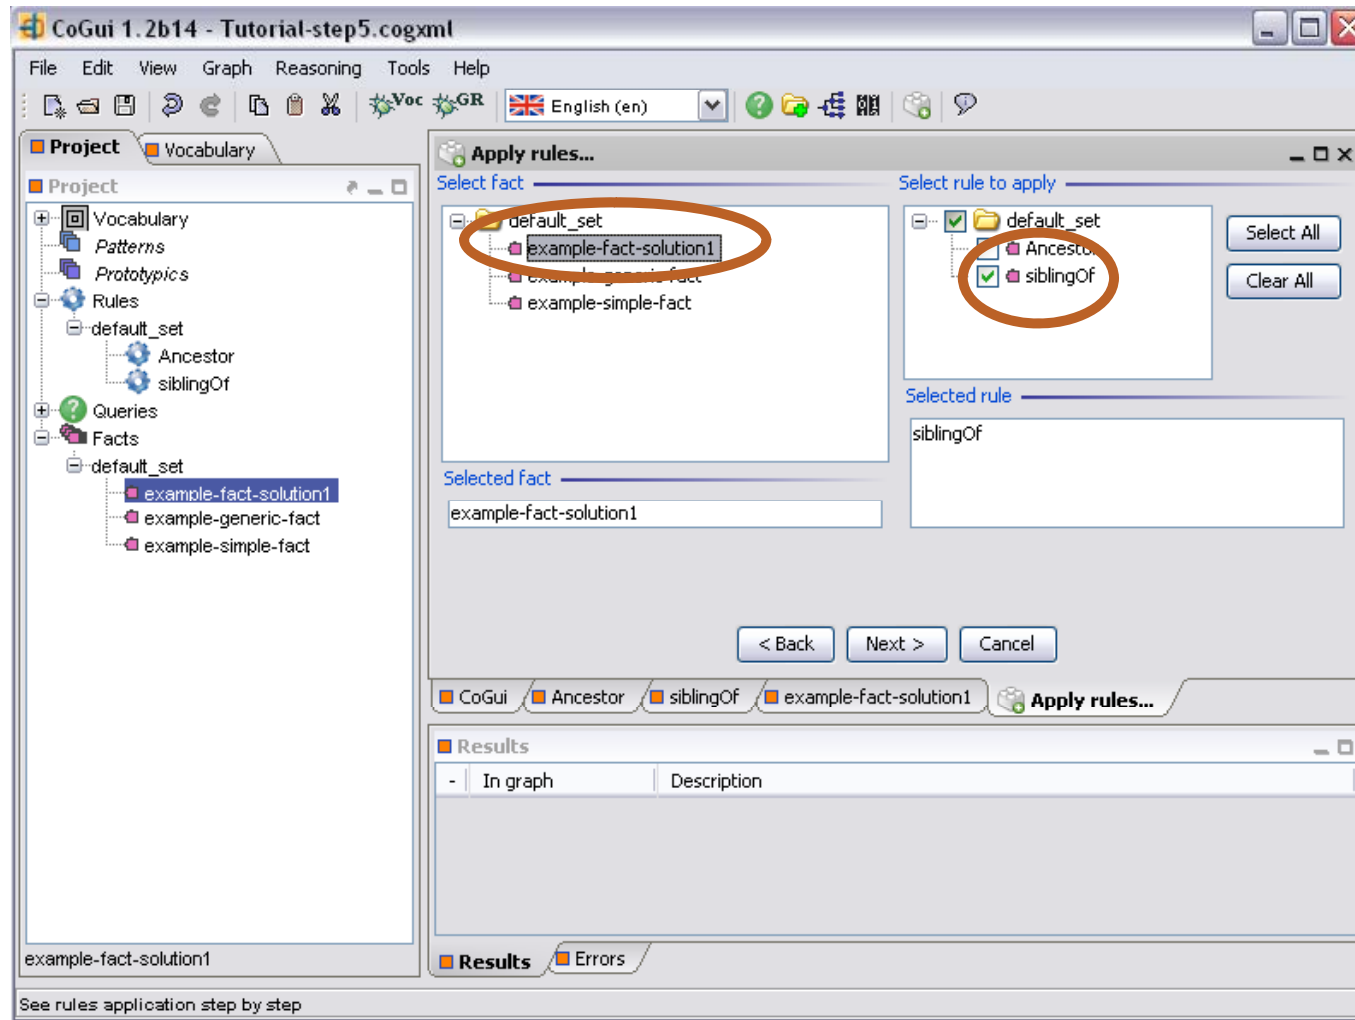 CoGui 1.2b14 - Tutorial-step5.cogxml
File Edit View Graph Reasoning Tools Help
Voc GR English (en)
Project Vocabulary
Project
Vocabulary
Patterns
Prototypics
Rules
default_set
Ancestor
siblingOf
Queries
Facts
default_set
example-fact-solution1
example-generic-fact
example-simple-fact
example-fact-solution1
Apply rules...
Select fact
default_set
example-fact-solution1
example-generic-fact
example-simple-fact
Selected fact
example-fact-solution1
Select rule to apply
default_set
Ancestor
siblingOf
Select All
Clear All
Selected rule
siblingOf
< Back Next > Cancel
CoGui Ancestor siblingOf example-fact-solution1 Apply rules...
Results
- In graph Description
Results Errors
See rules application step by step